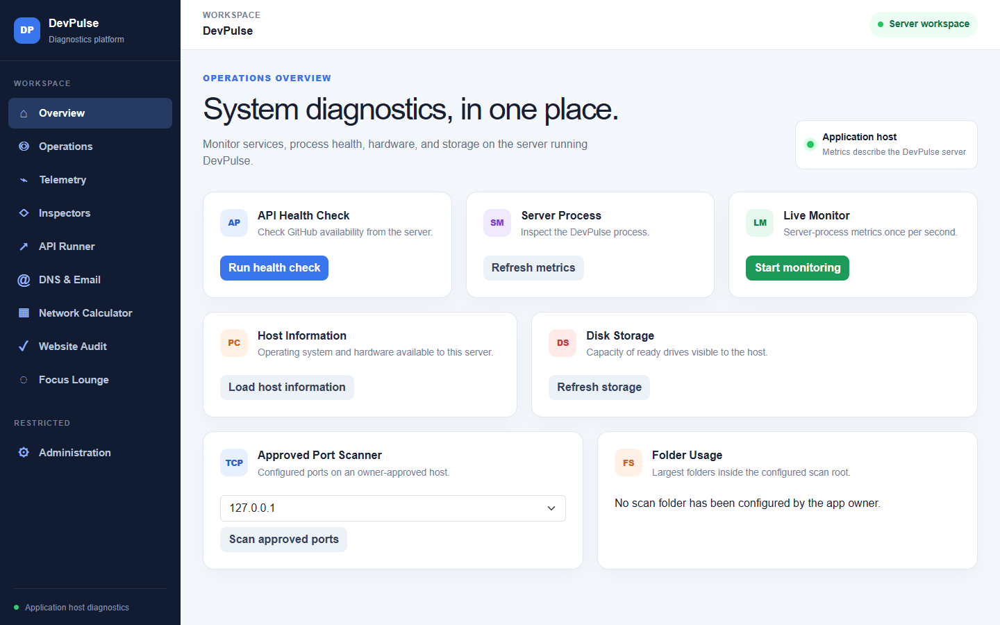 DP
DevPulse
Diagnostics platform
WORKSPACE
Overview
Operations
Telemetry
Inspectors
API Runner
@ DNS & Email
Network Calculator
Website Audit
Focus Lounge
RESTRICTED
Administration
Application host diagnostics
WORKSPACE
DevPulse
Server workspace
OPERATIONS OVERVIEW
System diagnostics, in one place.
Monitor services, process health, hardware, and storage on the server running
DevPulse.
Application host
Metrics describe the DevPulse server
AP
API Health Check
Check GitHub availability from the server.
Run health check
SM
Server Process
Inspect the DevPulse process.
Refresh metrics
LM
Live Monitor
Server-process metrics once per second.
Start monitoring
PC
Host Information
Operating system and hardware available to this server.
Load host information
DS
Disk Storage
Capacity of ready drives visible to the host.
Refresh storage
TCP
Approved Port Scanner
Configured ports on an owner-approved host.
127.0.0.1
Scan approved ports
FS
Folder Usage
Largest folders inside the configured scan root.
No scan folder has been configured by the app owner.